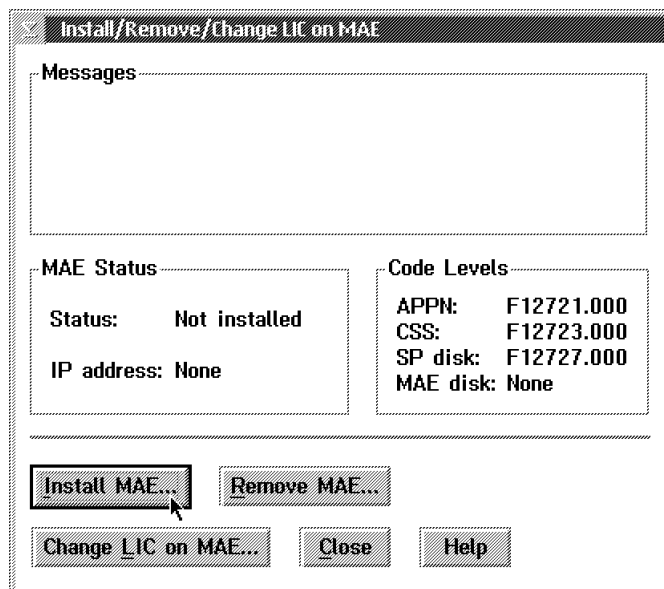 Install/Remove/Change LIC on MAE
Messages
MAE Status
Status: Not installed
IP address: None
Code Levels
APPN: F12721.000
CSS: F12723.000
SP disk: F12727.000
MAE disk: None
Install MAE...
Remove MAE...
Change LIC on MAE...
Close
Help